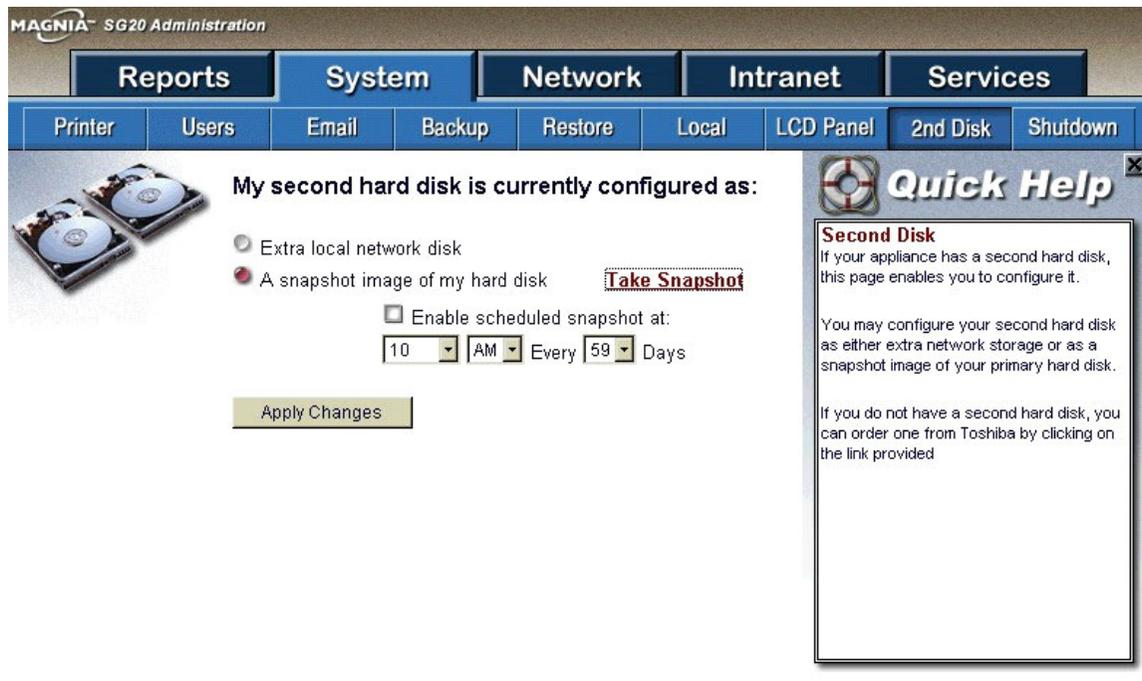 MAGNIA™ SG20 Administration
Reports System Network Intranet Services
Printer Users Email Backup Restore Local LCD Panel 2nd Disk Shutdown
My second hard disk is currently configured as:
Extra local network disk
A snapshot image of my hard disk Take Snapshot
Enable scheduled snapshot at:
10 AM Every 59 Days
Apply Changes
Quick Help
Second Disk
If your appliance has a second hard disk,
this page enables you to configure it.
You may configure your second hard disk
as either extra network storage or as a
snapshot image of your primary hard disk.
If you do not have a second hard disk, you
can order one from Toshiba by clicking on
the link provided